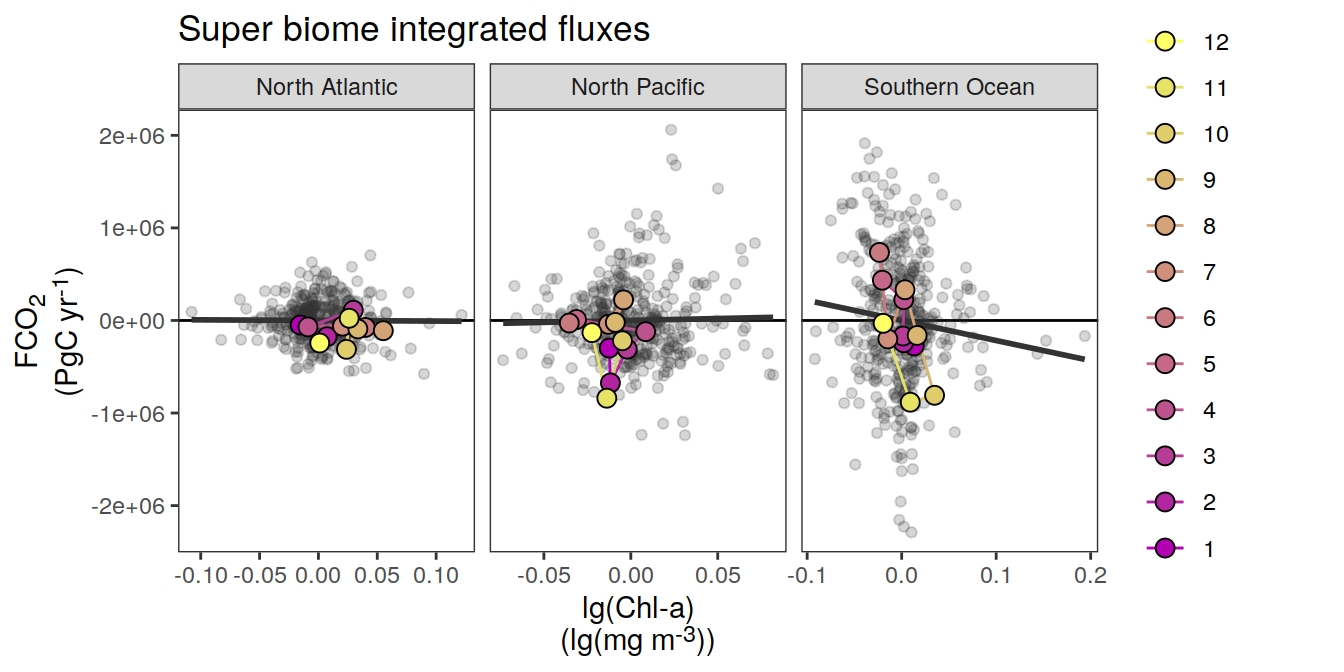 Super biome integrated fluxes
North Atlantic
North Pacific
Southern Ocean
FCO₂
(PgC yr⁻¹)
2e+06
1e+06
0e+00
-1e+06
-2e+06
-0.10 -0.05 0.00 0.05 0.10
-0.05 0.00 0.05
-0.1 0.0 0.1 0.2
lg(Chl-a)
(lg(mg m⁻³))
12
11
10
9
8
7
6
5
4
3
2
1